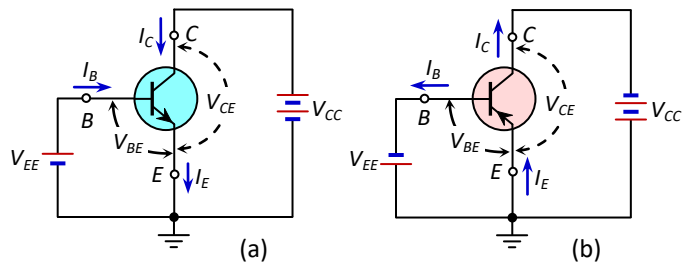 I_C C
I_B
B
V_CE
V_CC
V_BE
V_EE
E I_E
(a)
I_C C
I_B
B
V_CE
V_CC
V_BE
V_EE
E I_E
(b)